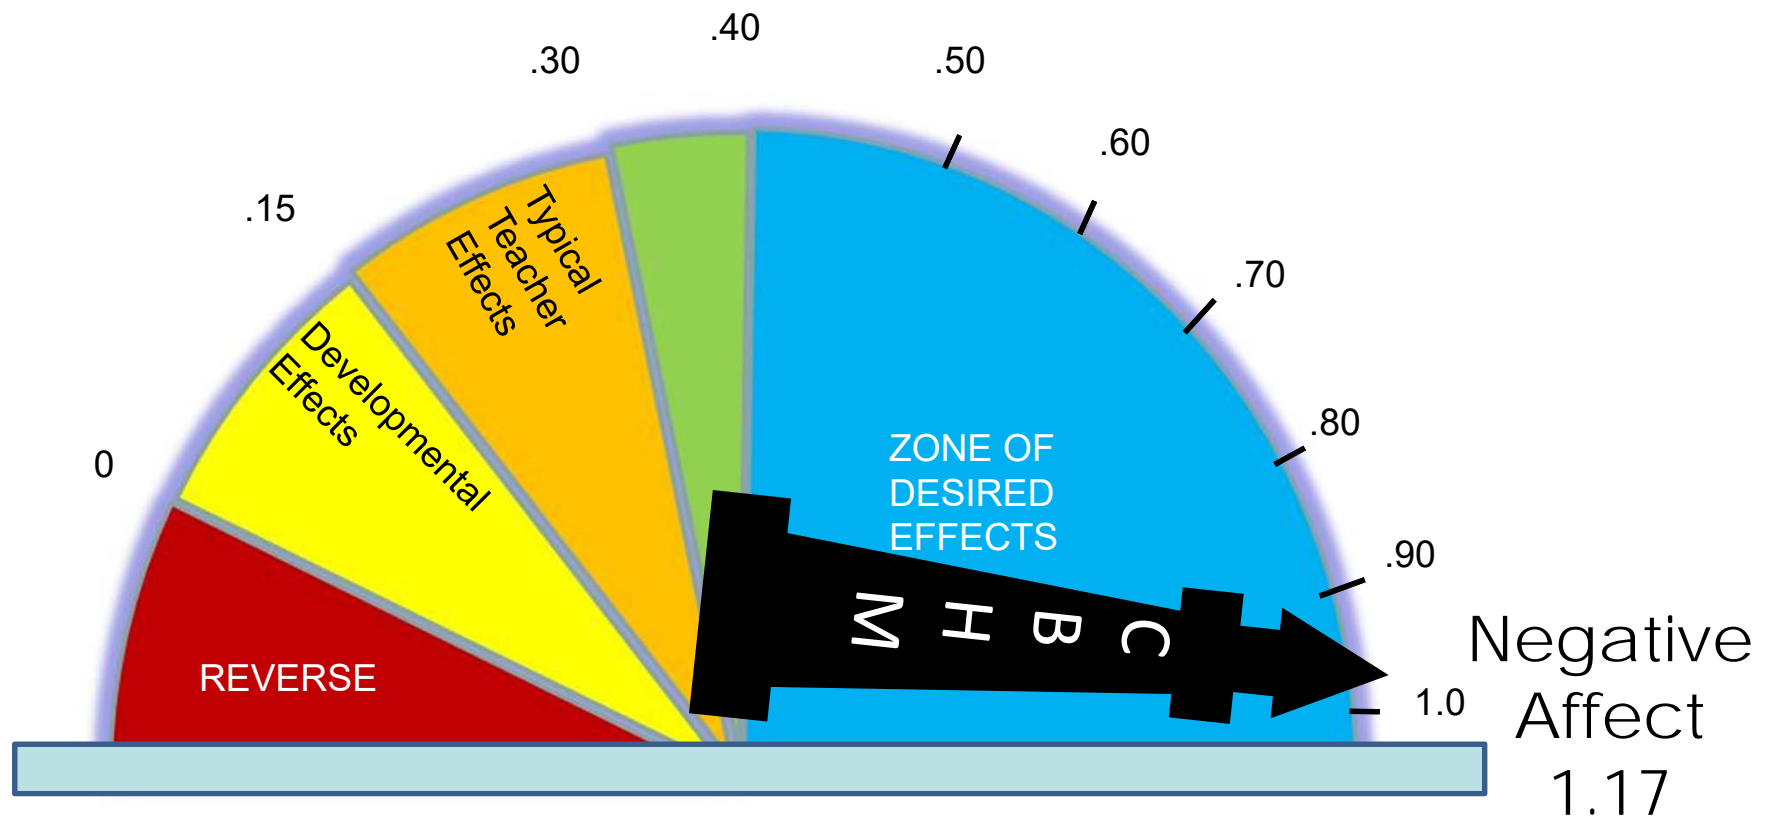 .40
.30
.50
.60
.15
.70
Typical
Teacher
Effects
Developmental
Effects
.80
0
ZONE OF
DESIRED
EFFECTS
.90
C B H M
REVERSE
1.0
Negative
Affect
1.17